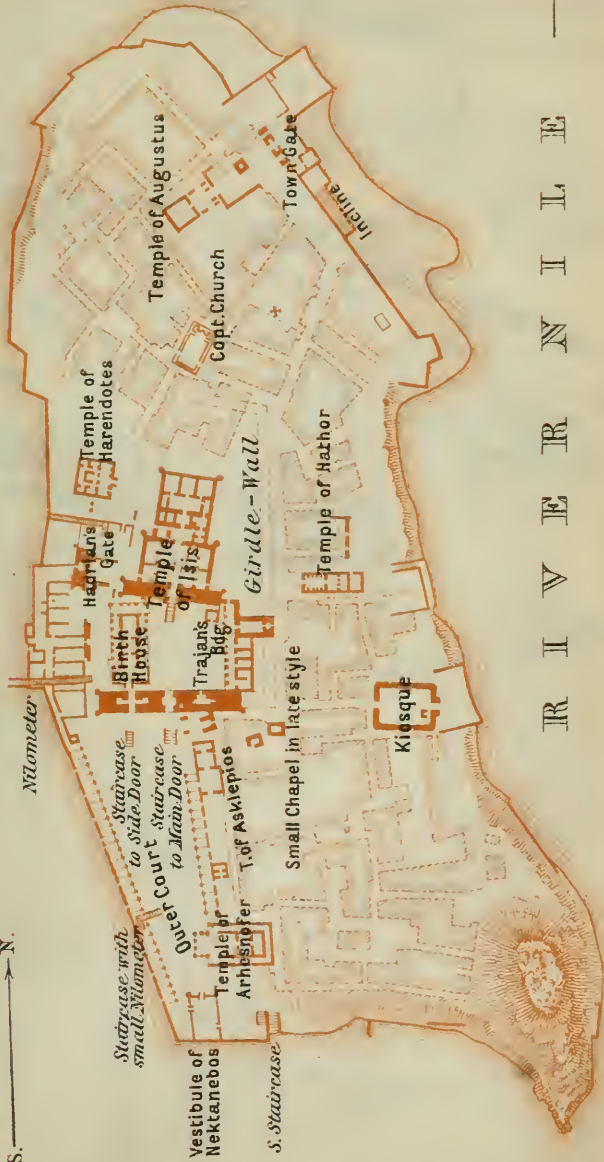 S.
N.
Nilometer
Staircase with
small Nilometer
Staircase
to Side-Door
Outer Court
Staircase
to Main-Door
Vestibule of
Nektanebos
S. Staircase
Temple of
Arhesnofer
T. of Asklepios
Small Chapel in late style
Kiosque
Birth
House
Trajan's
Bdg.
Hadrian's
Gate
Temple
of Isis
Temple of
Harendotes
Girdle-Wall
Temple of Hathor
Copt. Church
Temple of Augustus
Town Gate
Incline
RIVER NILE